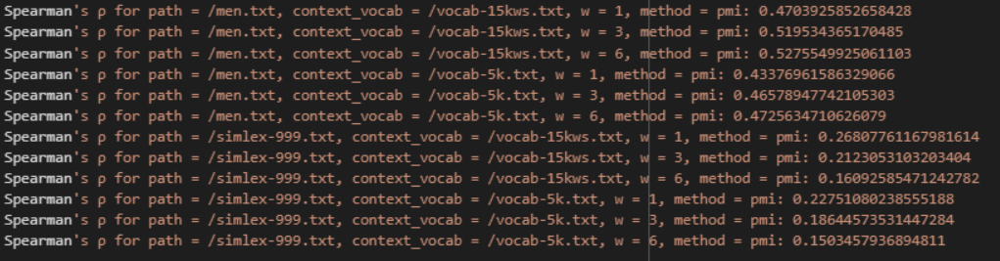 Spearman's ρ for path = /men.txt, context_vocab = /vocab-15kws.txt, w = 1, method = pmi: 0.4703925852658428
Spearman's ρ for path = /men.txt, context_vocab = /vocab-15kws.txt, w = 3, method = pmi: 0.519534365170485
Spearman's ρ for path = /men.txt, context_vocab = /vocab-15kws.txt, w = 6, method = pmi: 0.5275549925061103
Spearman's ρ for path = /men.txt, context_vocab = /vocab-5k.txt, w = 1, method = pmi: 0.43376961586329066
Spearman's ρ for path = /men.txt, context_vocab = /vocab-5k.txt, w = 3, method = pmi: 0.46578947742105303
Spearman's ρ for path = /men.txt, context_vocab = /vocab-5k.txt, w = 6, method = pmi: 0.4725634710626079
Spearman's ρ for path = /simlex-999.txt, context_vocab = /vocab-15kws.txt, w = 1, method = pmi: 0.26807761167981614
Spearman's ρ for path = /simlex-999.txt, context_vocab = /vocab-15kws.txt, w = 3, method = pmi: 0.2123053103203404
Spearman's ρ for path = /simlex-999.txt, context_vocab = /vocab-15kws.txt, w = 6, method = pmi: 0.16092585471242782
Spearman's ρ for path = /simlex-999.txt, context_vocab = /vocab-5k.txt, w = 1, method = pmi: 0.22751080238555188
Spearman's ρ for path = /simlex-999.txt, context_vocab = /vocab-5k.txt, w = 3, method = pmi: 0.18644573531447284
Spearman's ρ for path = /simlex-999.txt, context_vocab = /vocab-5k.txt, w = 6, method = pmi: 0.1503457936894811